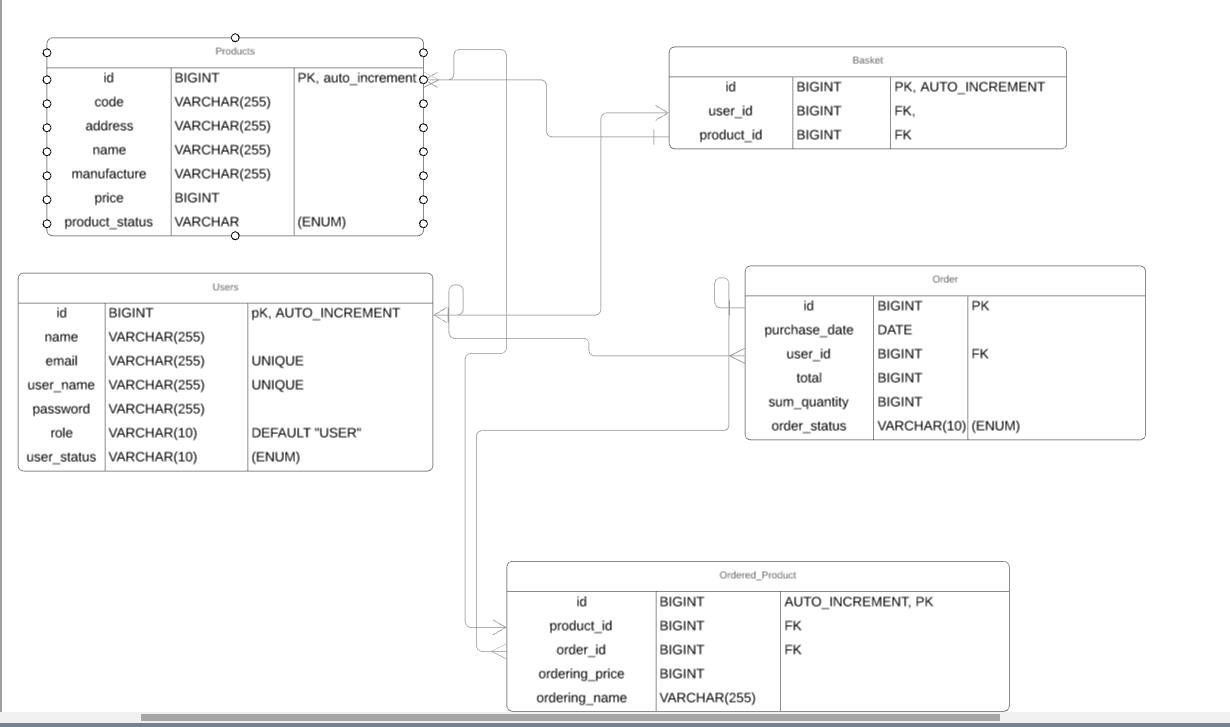 Products
id BIGINT PK, auto_increment
code VARCHAR(255)
address VARCHAR(255)
name VARCHAR(255)
manufacture VARCHAR(255)
price BIGINT
product_status VARCHAR (ENUM)
Basket
id BIGINT PK, AUTO_INCREMENT
user_id BIGINT FK,
product_id BIGINT FK
Users
id BIGINT pK, AUTO_INCREMENT
name VARCHAR(255)
email VARCHAR(255) UNIQUE
user_name VARCHAR(255) UNIQUE
password VARCHAR(255)
role VARCHAR(10) DEFAULT "USER"
user_status VARCHAR(10) (ENUM)
Order
id BIGINT PK
purchase_date DATE
user_id BIGINT FK
total BIGINT
sum_quantity BIGINT
order_status VARCHAR(10) (ENUM)
Ordered_Product
id BIGINT AUTO_INCREMENT, PK
product_id BIGINT FK
order_id BIGINT FK
ordering_price BIGINT
ordering_name VARCHAR(255)